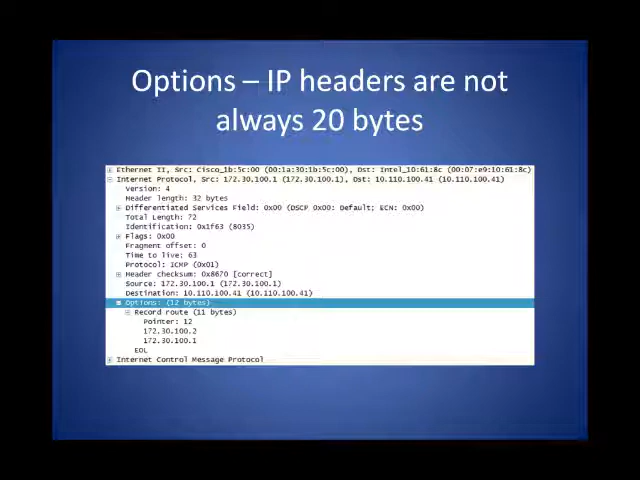 Options – IP headers are not
always 20 bytes
Ethernet II, Src: Cisco_1b:5c:00 (00:1a:30:1b:5c:00), Dst: Intel_10:61:8c (00:07:e9:10:61:8c)
Internet Protocol, Src: 172.30.100.1 (172.30.100.1), Dst: 10.110.100.41 (10.110.100.41)
Version: 4
Header length: 32 bytes
Differentiated Services Field: 0x00 (DSCP 0x00: Default; ECN: 0x00)
Total Length: 72
Identification: 0x1f63 (8035)
Flags: 0x00
Fragment offset: 0
Time to live: 63
Protocol: ICMP (0x01)
Header checksum: 0x8670 [correct]
Source: 172.30.100.1 (172.30.100.1)
Destination: 10.110.100.41 (10.110.100.41)
Options: (12 bytes)
Record route (11 bytes)
Pointer: 12
172.30.100.2
172.30.100.1
EOL
Internet Control Message Protocol